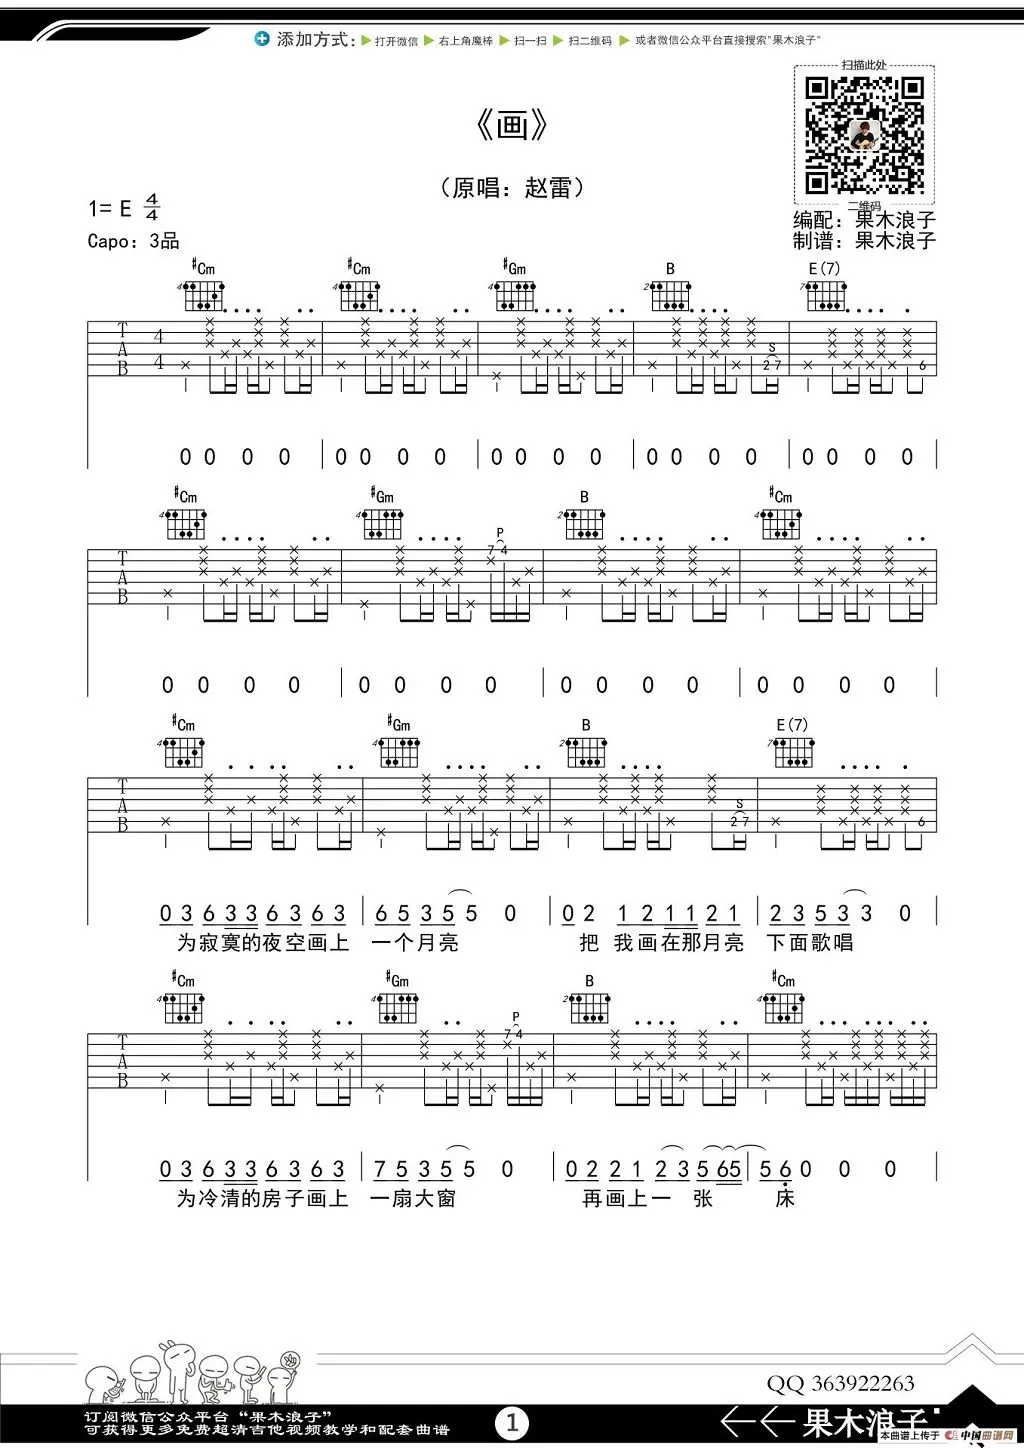 添加方式: ▶ 打开微信 ▶ 右上角魔棒 ▶ 扫一扫 ▶ 扫二维码 ▶ 或者微信公众平台直接搜索"果木浪子"
扫描此处
二维码
《画》
（原唱：赵雷）
1= E 4/4
Capo: 3品
编配：果木浪子
制谱：果木浪子
#Cm #Cm #Gm B E(7)
4 4 4 2 7
T A B 4/4 S 2 7 6
0 0 0 0 | 0 0 0 0 | 0 0 0 0 | 0 0 0 0 | 0 0 0 0
#Cm #Gm B #Cm
4 4 2 4
T A B P 7 4
0 0 0 0 | 0 0 0 0 | 0 0 0 0 | 0 0 0 0
#Cm #Gm B E(7)
4 4 2 7
T A B S 2 7 6
0 3 6 3 3 6 3 6 3 | 6 5 3 5 5 0 | 0 2 1 2 1 1 2 1 | 2 3 5 3 3 0
为寂寞的夜空画上 一个月亮 把 我画在那月亮 下面歌唱
#Cm #Gm B #Cm
4 4 2 4
T A B P 7 4
0 3 6 3 3 6 3 6 3 | 7 5 3 5 5 0 | 0 2 2 1 2 3 5 6 5 | 5 6 0 0 0
为冷清的房子画上 一扇大窗 再画上一 张 床
QQ 363922263
订阅微信公众平台“果木浪子”
可获得更多免费超清吉他视频教学和配套曲谱
1
果木浪子
本曲谱上传于 中国曲谱网